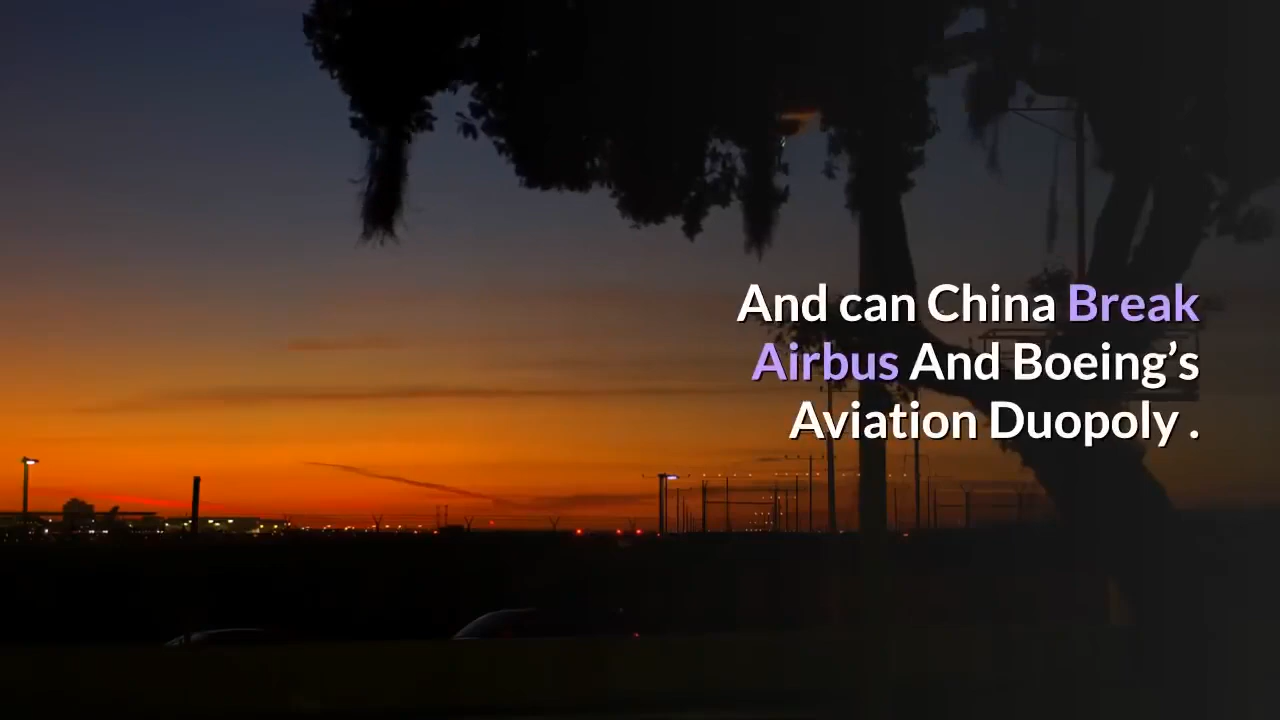 And can China Break
Airbus And Boeing’s
Aviation Duopoly .